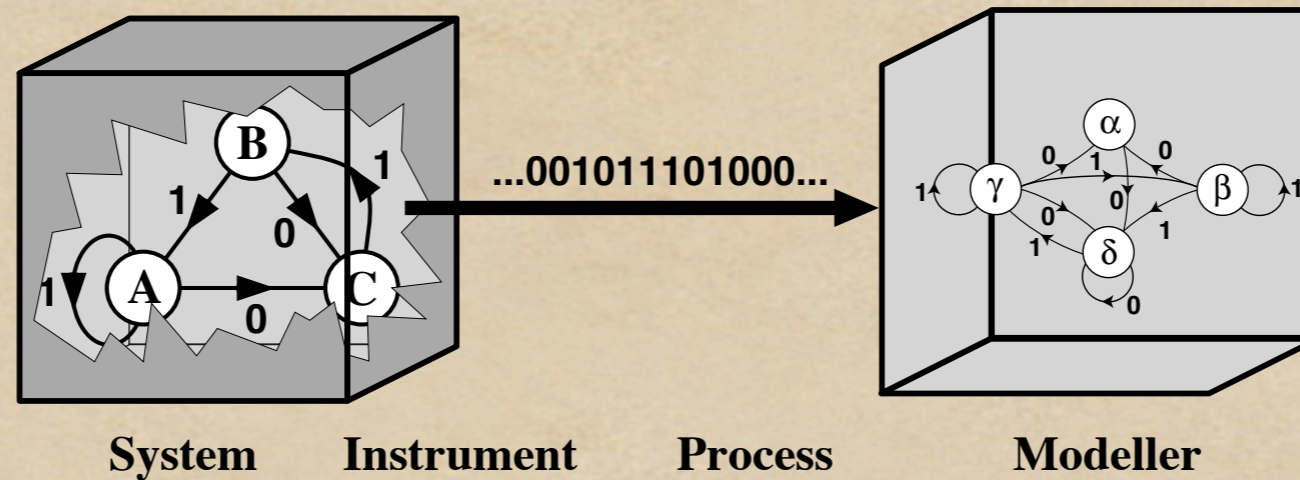 B
1
1
0
1
A
0
C
...001011101000...
α
0
1
0
1
γ
0
β
1
0
1
1
δ
0
System Instrument Process Modeller